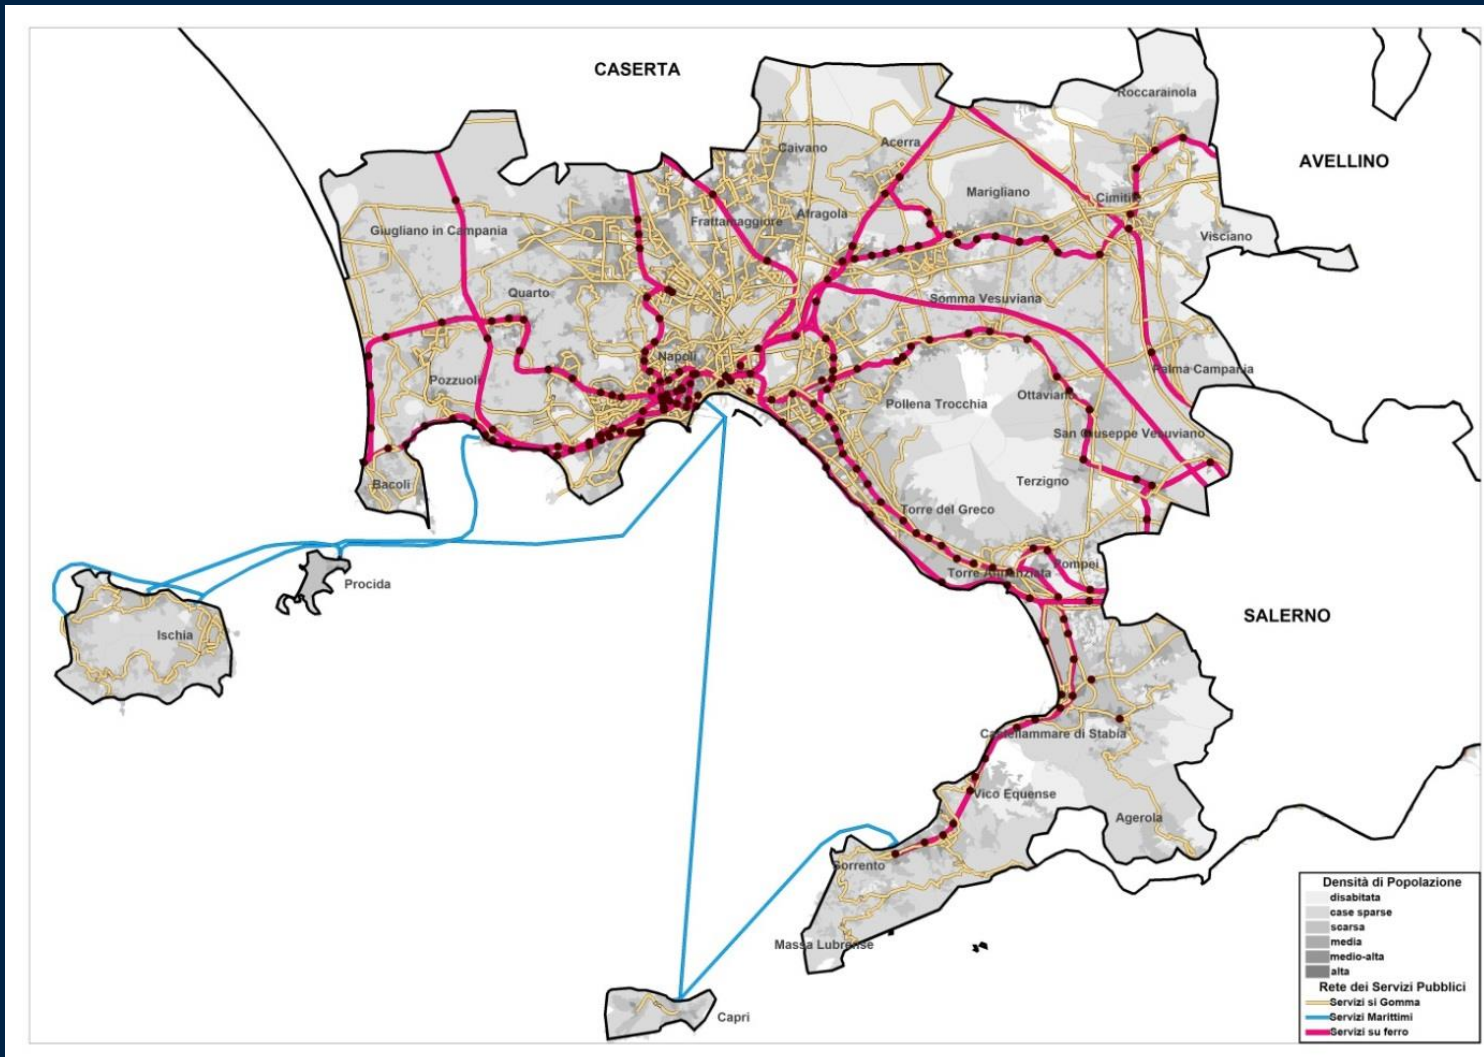 CASERTA
Roccarainola
Caivano
Acerra
AVELLINO
Marigliano
Cimitile
Frattamaggiore
Afragola
Giugliano in Campania
Visciano
Quarto
Somma Vesuviana
Napoli
Palma Campania
Pozzuoli
Ottaviano
Pollena Trocchia
San Giuseppe Vesuviano
Bacoli
Terzigno
Torre del Greco
Pompei
Torre Annunziata
Procida
SALERNO
Ischia
Castellammare di Stabia
Vico Equense
Agerola
Sorrento
Massa Lubrense
Capri
Densità di Popolazione
disabitata
case sparse
scarsa
media
medio-alta
alta
Rete dei Servizi Pubblici
Servizi si Gomma
Servizi Marittimi
Servizi su ferro